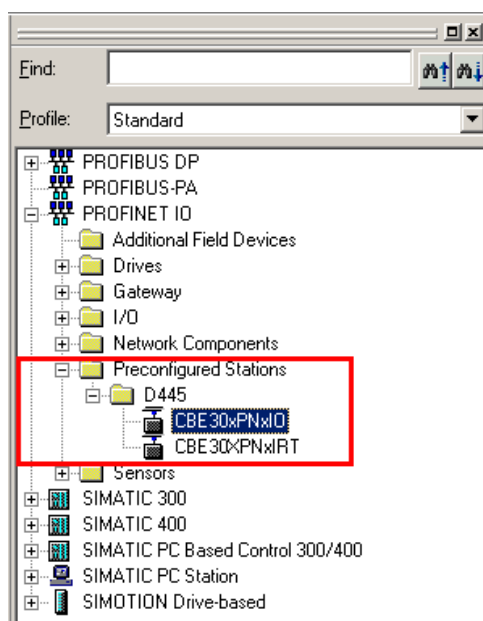 Find:
Profile: Standard
PROFIBUS DP
PROFIBUS-PA
PROFINET IO
Additional Field Devices
Drives
Gateway
I/O
Network Components
Preconfigured Stations
D445
CBE30xPNxIO
CBE30XPNxIRT
Sensors
SIMATIC 300
SIMATIC 400
SIMATIC PC Based Control 300/400
SIMATIC PC Station
SIMOTION Drive-based